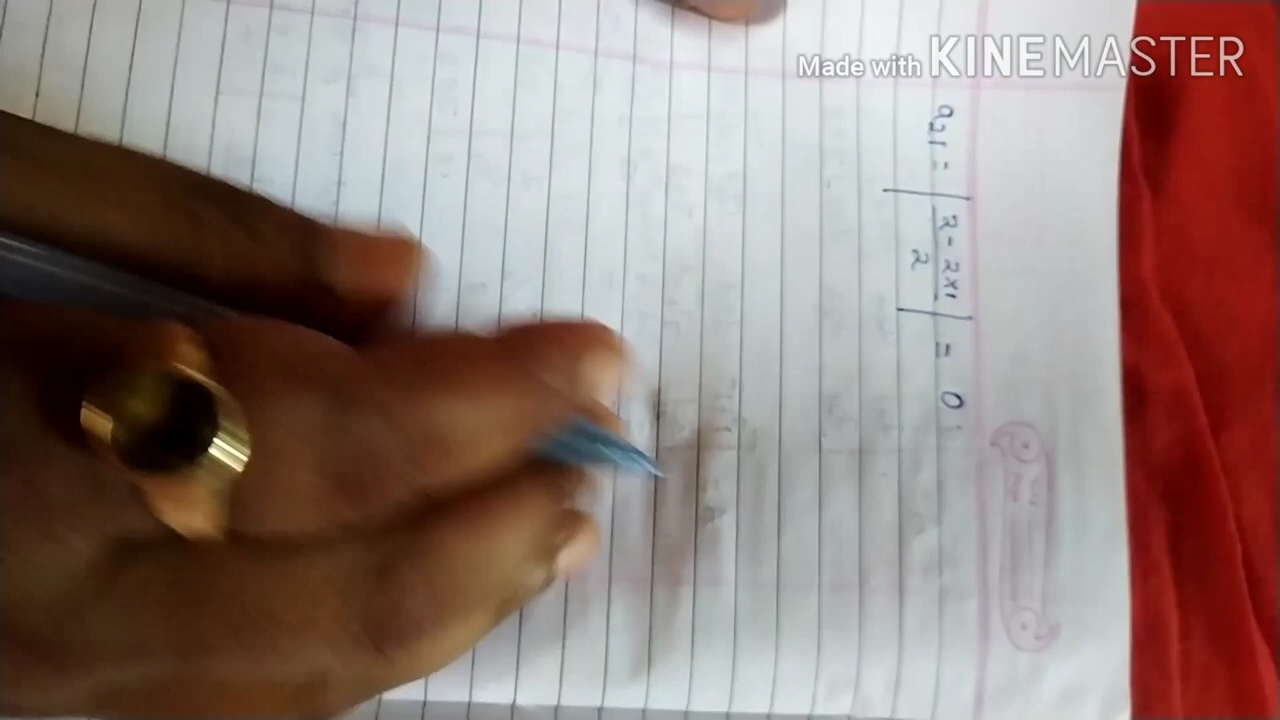 Made with KINEMASTER
a21 = | 2 - 2×1 / 2 | = 0